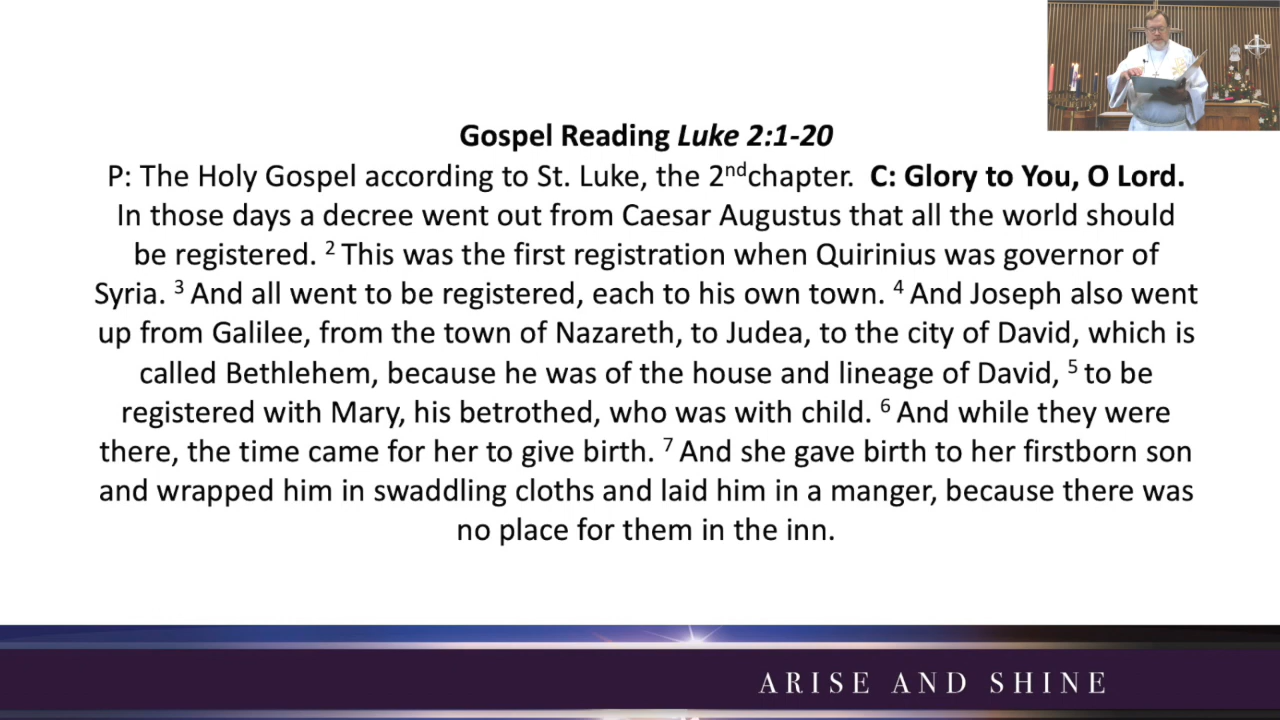 Gospel Reading Luke 2:1-20
P: The Holy Gospel according to St. Luke, the 2ndchapter. C: Glory to You, O Lord.
In those days a decree went out from Caesar Augustus that all the world should
be registered. 2 This was the first registration when Quirinius was governor of
Syria. 3 And all went to be registered, each to his own town. 4 And Joseph also went
up from Galilee, from the town of Nazareth, to Judea, to the city of David, which is
called Bethlehem, because he was of the house and lineage of David, 5 to be
registered with Mary, his betrothed, who was with child. 6 And while they were
there, the time came for her to give birth. 7 And she gave birth to her firstborn son
and wrapped him in swaddling cloths and laid him in a manger, because there was
no place for them in the inn.
ARISE AND SHINE